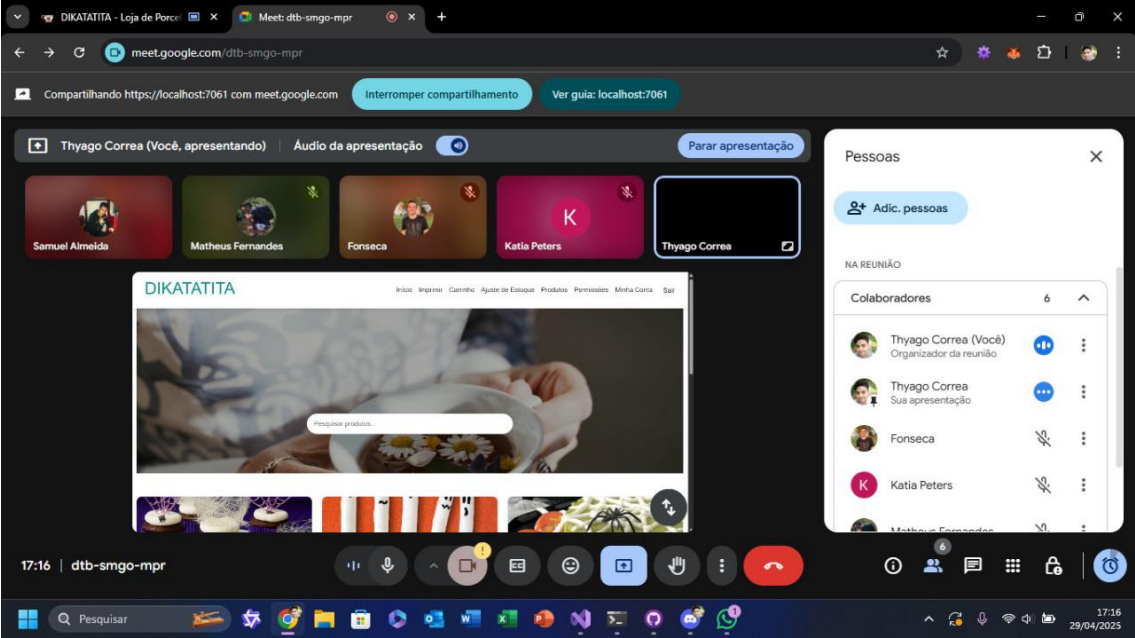 DIKATATITA - Loja de Porcel
Meet: dtb-smgo-mpr
meet.google.com/dtb-smgo-mpr
Compartilhando https://localhost:7061 com meet.google.com
Interromper compartilhamento
Ver guia: localhost:7061
Thyago Correa (Você, apresentando)
Áudio da apresentação
Parar apresentação
Samuel Almeida
Matheus Fernandes
Fonseca
K
Katia Peters
Thyago Correa
DIKATATITA
Início Imprimir Carrinho Ajuste de Estoque Produtos Permissões Minha Conta Sair
Pesquisar produtos...
Pessoas
Adic. pessoas
NA REUNIÃO
Colaboradores 6
Thyago Correa (Você)
Organizador da reunião
Thyago Correa
Sua apresentação
Fonseca
K Katia Peters
Matheus Fernandes
17:16 | dtb-smgo-mpr
!
CC
6
Pesquisar
17:16
29/04/2025